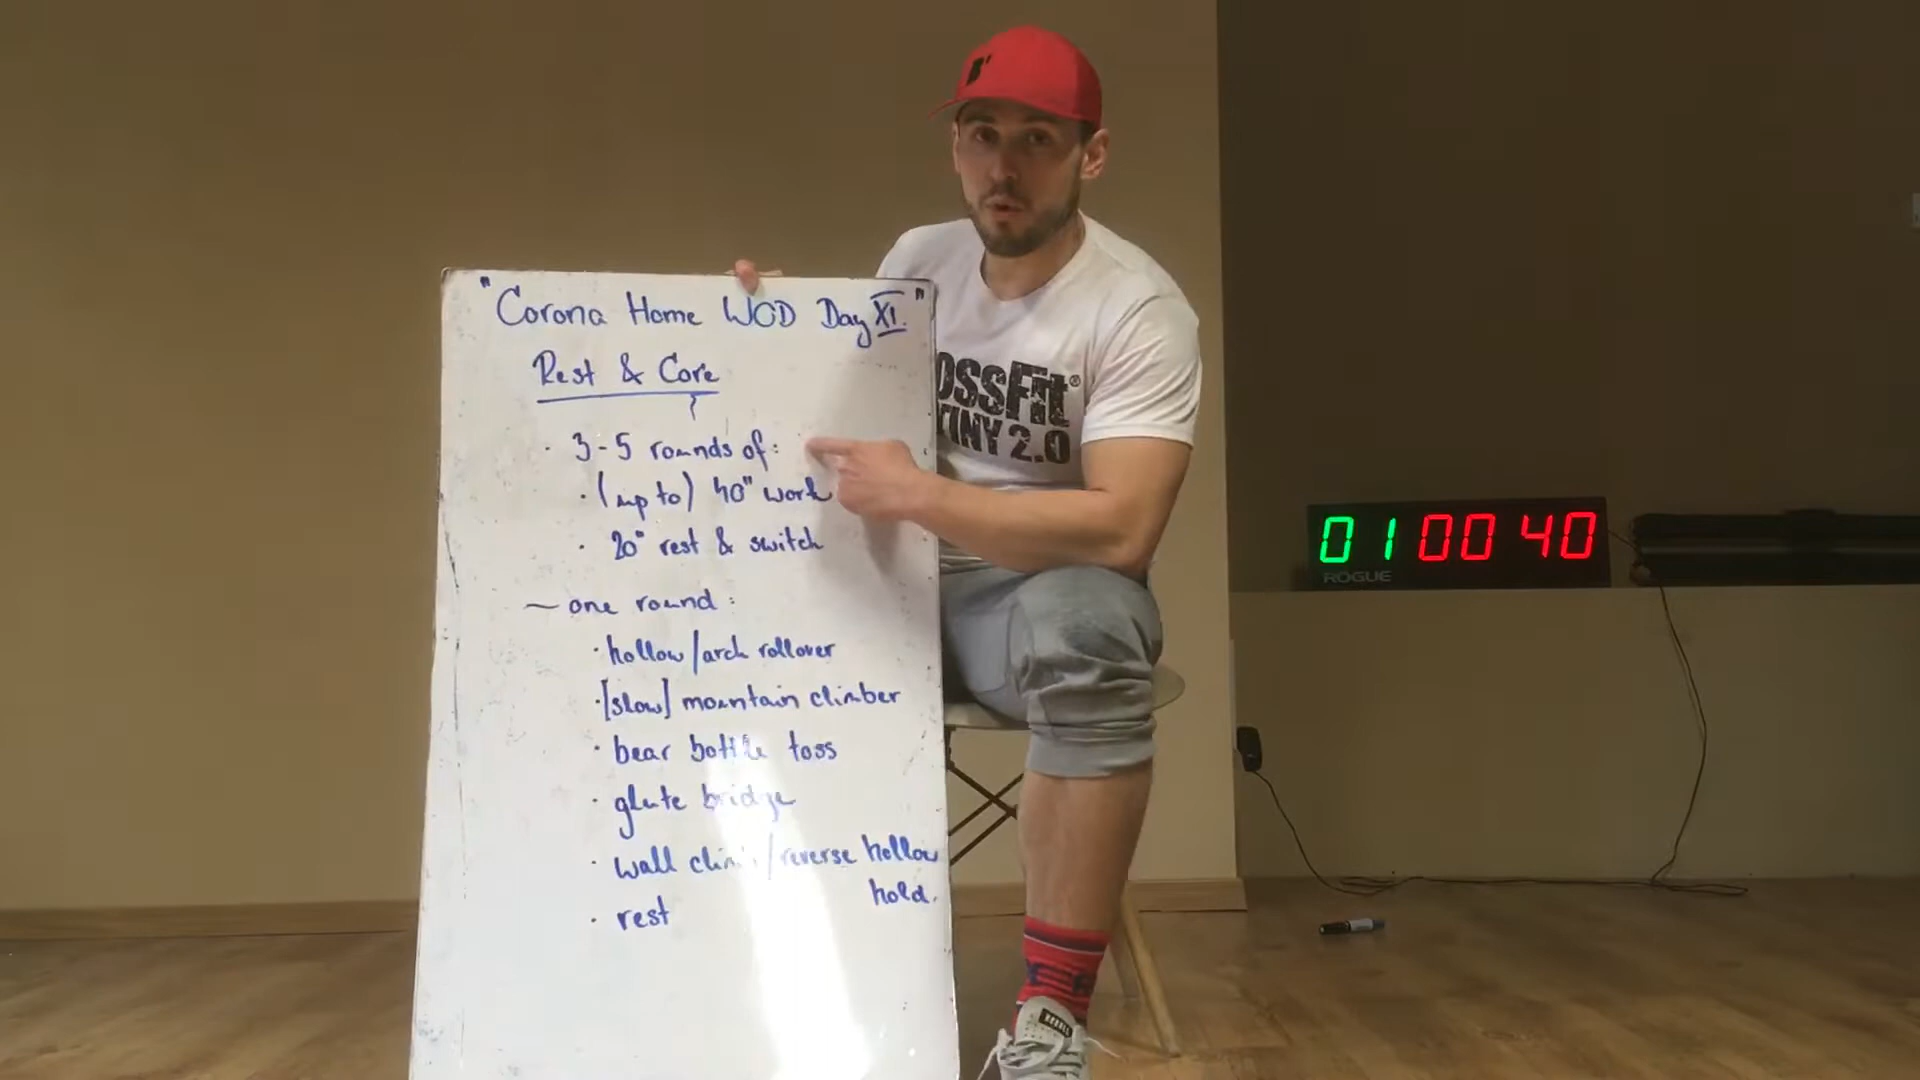 "Corona Home WOD Day XI."
Rest & Core
· 3-5 rounds of:
· (up to) 40" work
· 20" rest & switch
~ one round:
· hollow/arch rollover
· [slow] mountain climber
· bear bottle toss
· glute bridge
· wall climb/reverse hollow
hold.
· rest
OSSFit®
INY 2.0
01 00 40
ROGUE